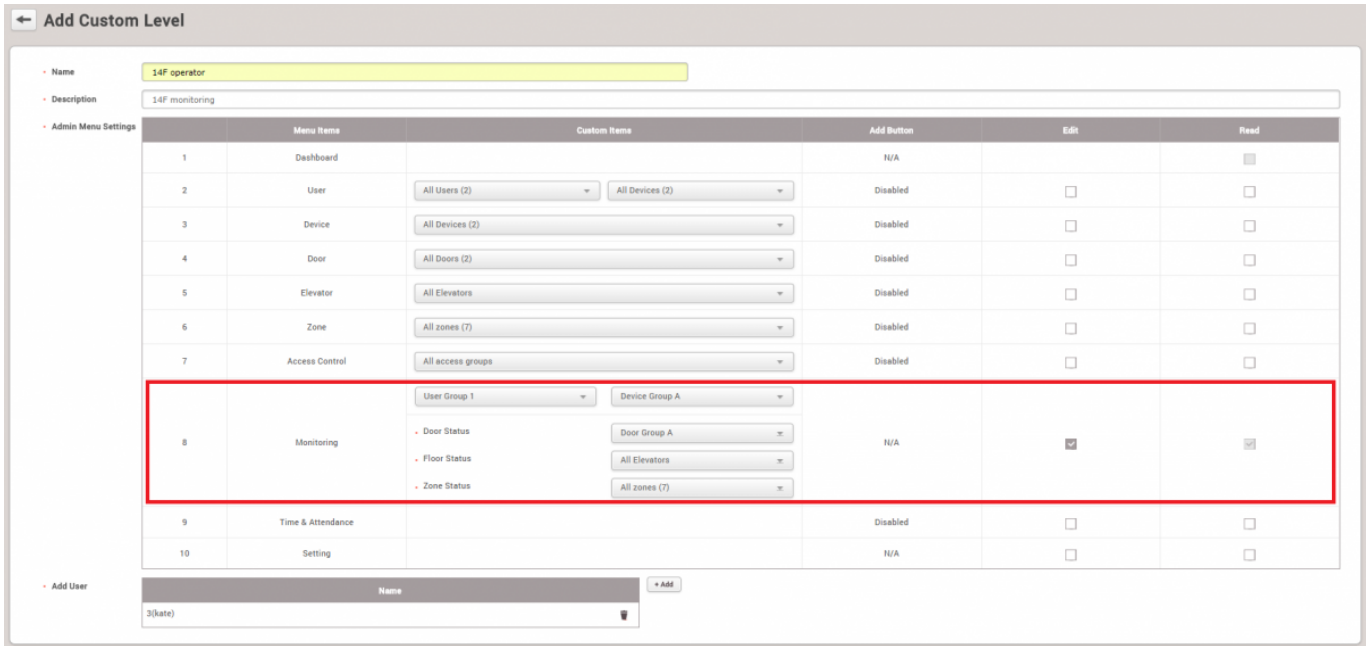 Add Custom Level
Name 14F operator
Description 14F monitoring
Admin Menu Settings Menu Items Custom Items Add Button Edit Read
1 Dashboard N/A
2 User All Users (2) All Devices (2) Disabled
3 Device All Devices (2) Disabled
4 Door All Doors (2) Disabled
5 Elevator All Elevators Disabled
6 Zone All zones (7) Disabled
7 Access Control All access groups Disabled
User Group 1 Device Group A
Door Status Door Group A
8 Monitoring N/A
Floor Status All Elevators
Zone Status All zones (7)
9 Time & Attendance Disabled
10 Setting N/A
Add User Name + Add
3(kate)